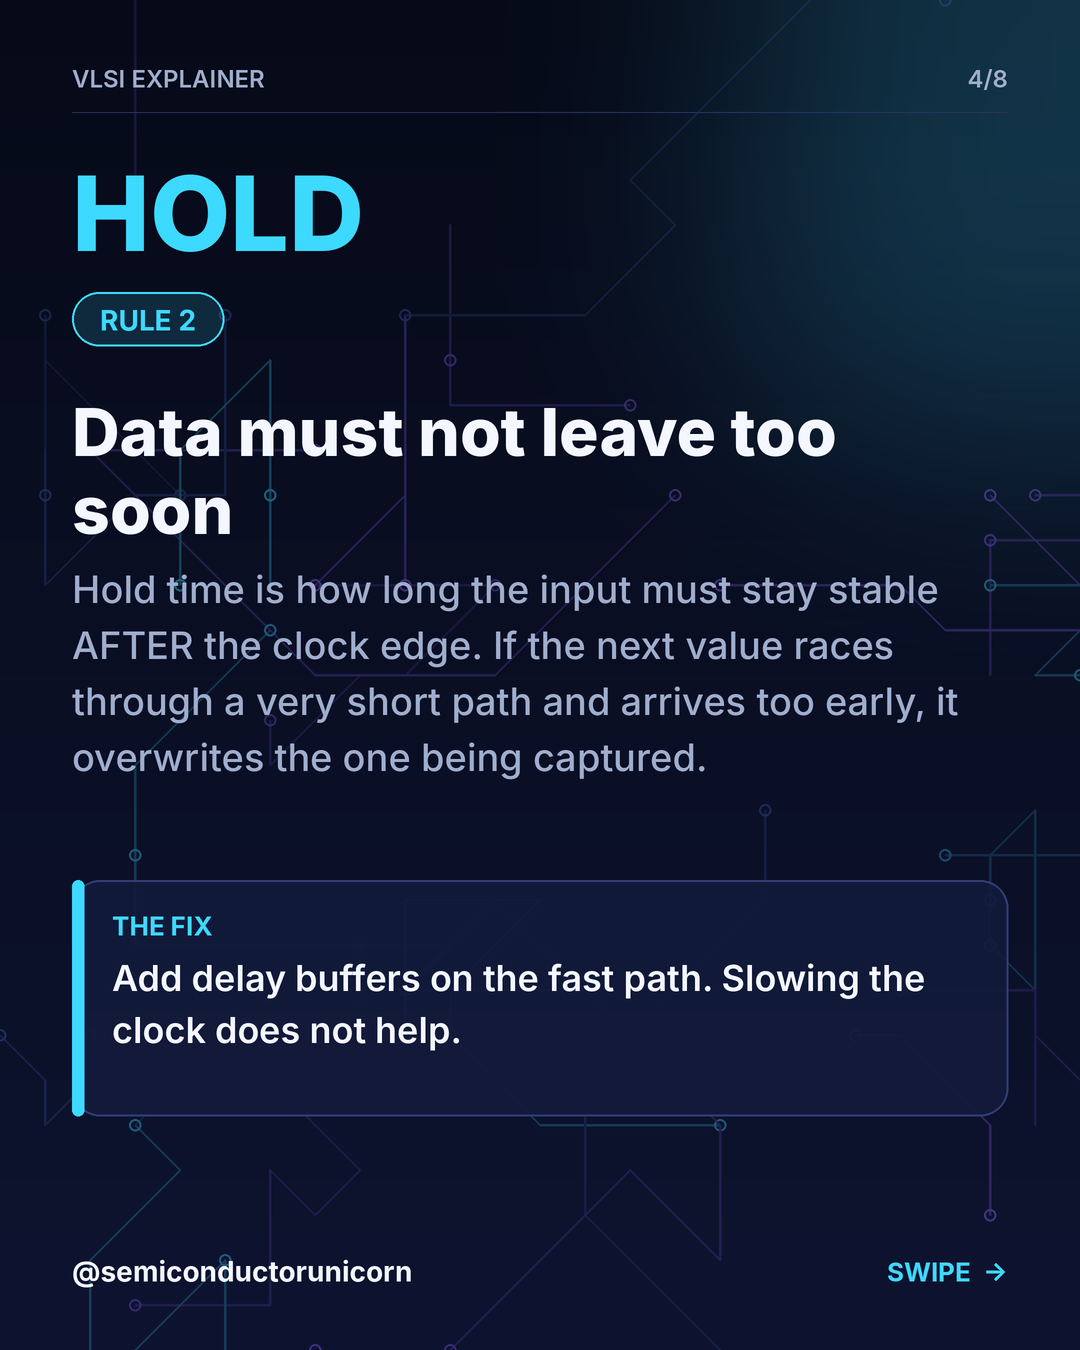 VLSI EXPLAINER
4/8
HOLD
RULE 2
Data must not leave too
soon
Hold time is how long the input must stay stable
AFTER the clock edge. If the next value races
through a very short path and arrives too early, it
overwrites the one being captured.
THE FIX
Add delay buffers on the fast path. Slowing the
clock does not help.
@semiconductorunicorn
SWIPE →